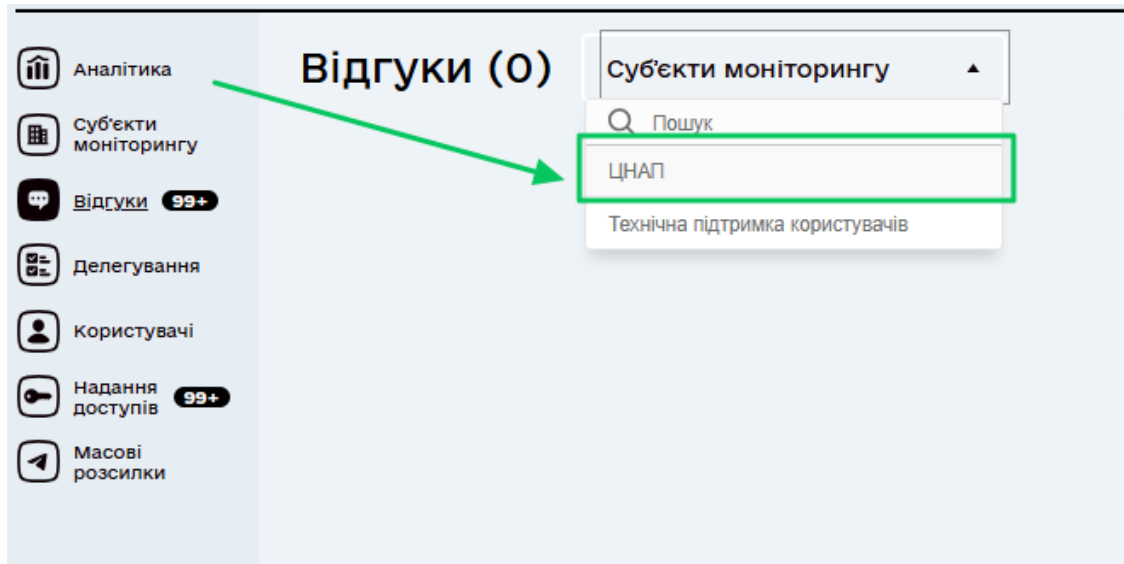 Аналітика
Суб'єкти
моніторингу
Відгуки 99+
Делегування
Користувачі
Надання
доступів 99+
Масові
розсилки
Відгуки (0)
Суб'єкти моніторингу
Пошук
ЦНАП
Технічна підтримка користувачів